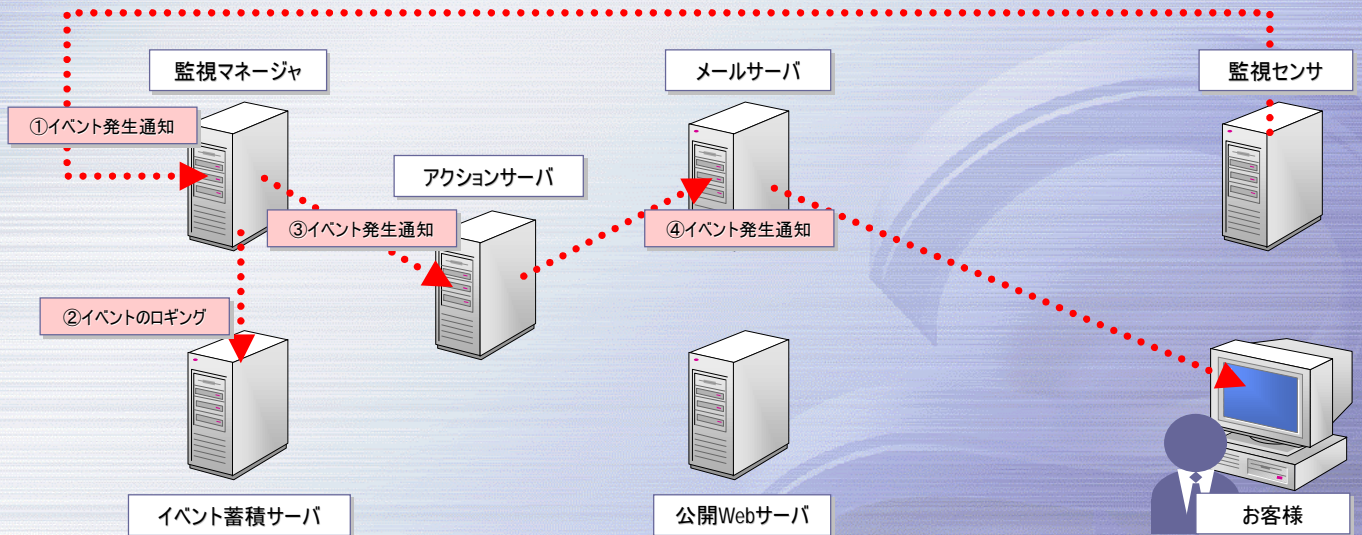 監視マネージャ
メールサーバ
監視センサ
①イベント発生通知
アクションサーバ
③イベント発生通知
④イベント発生通知
②イベントのロギング
イベント蓄積サーバ
公開Webサーバ
お客様